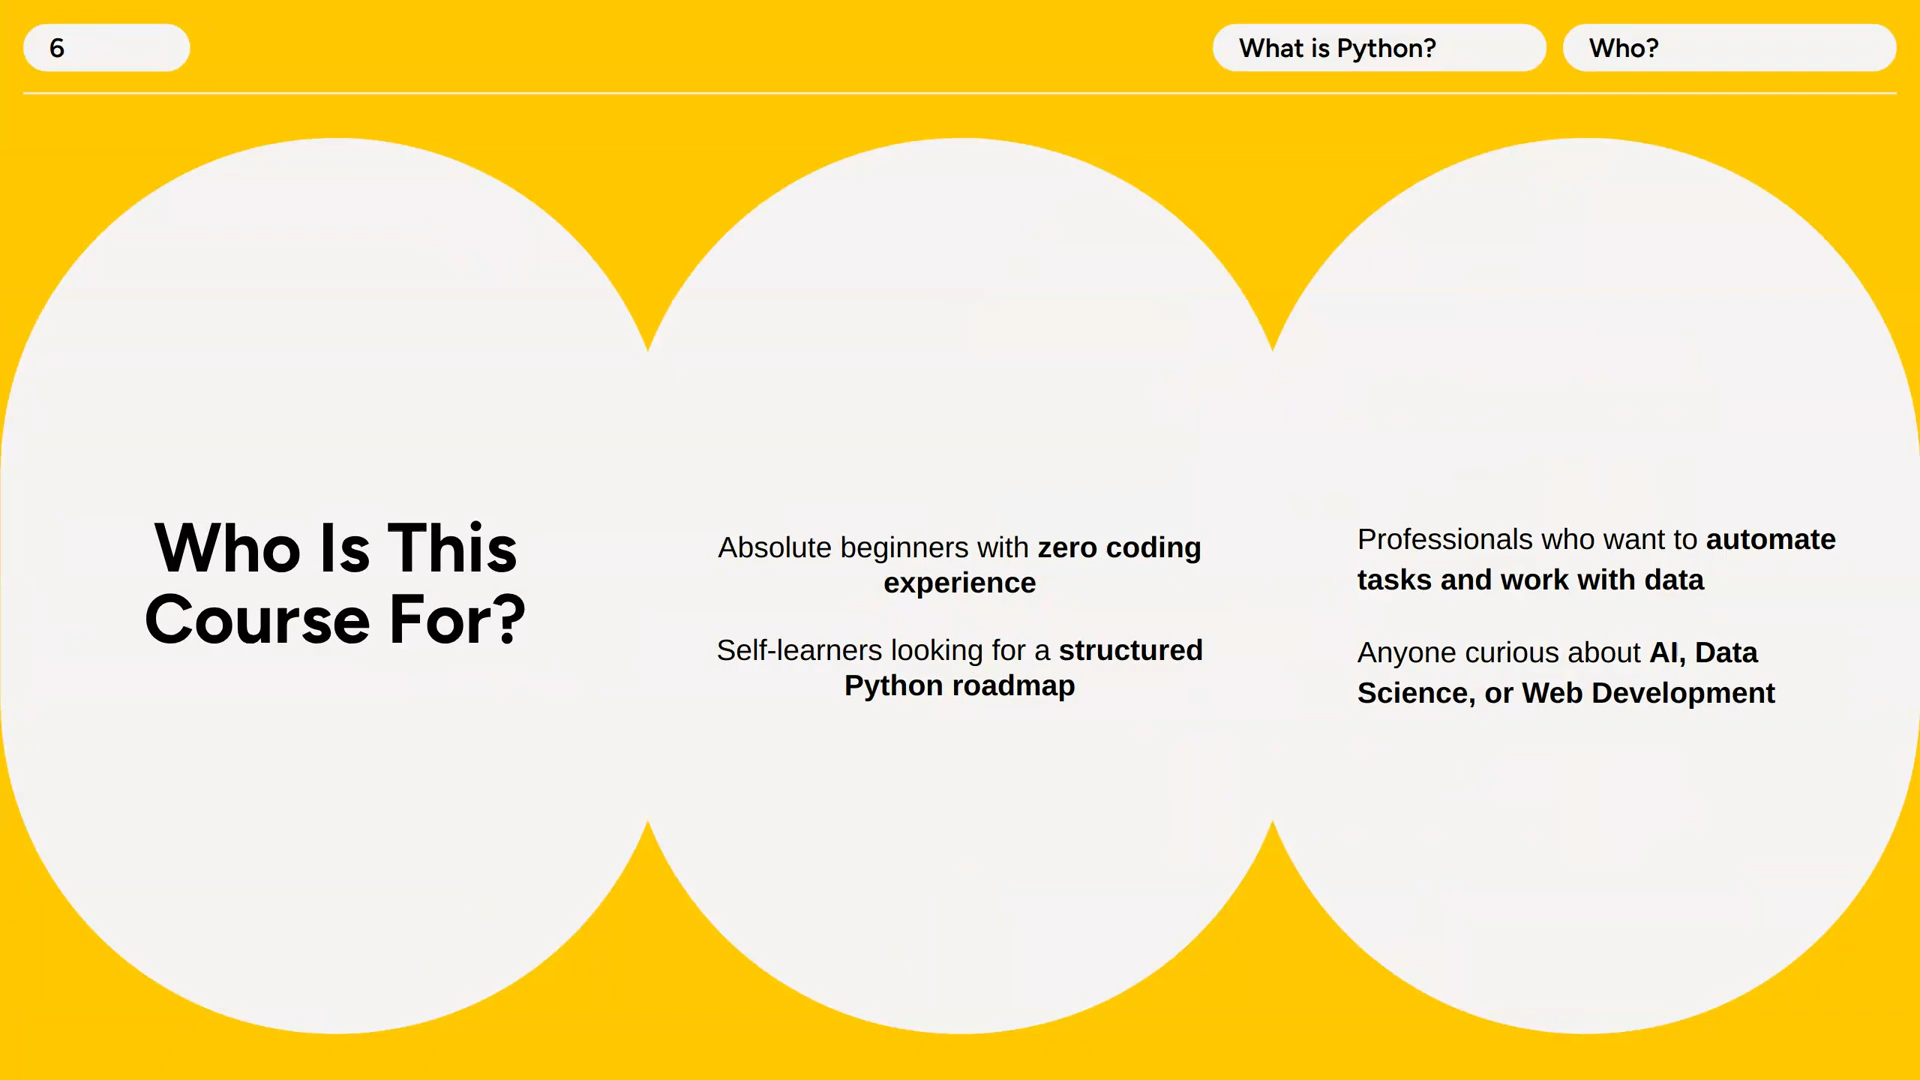 6
What is Python?
Who?
Who Is This
Course For?
Absolute beginners with zero coding
experience
Self-learners looking for a structured
Python roadmap
Professionals who want to automate
tasks and work with data
Anyone curious about AI, Data
Science, or Web Development